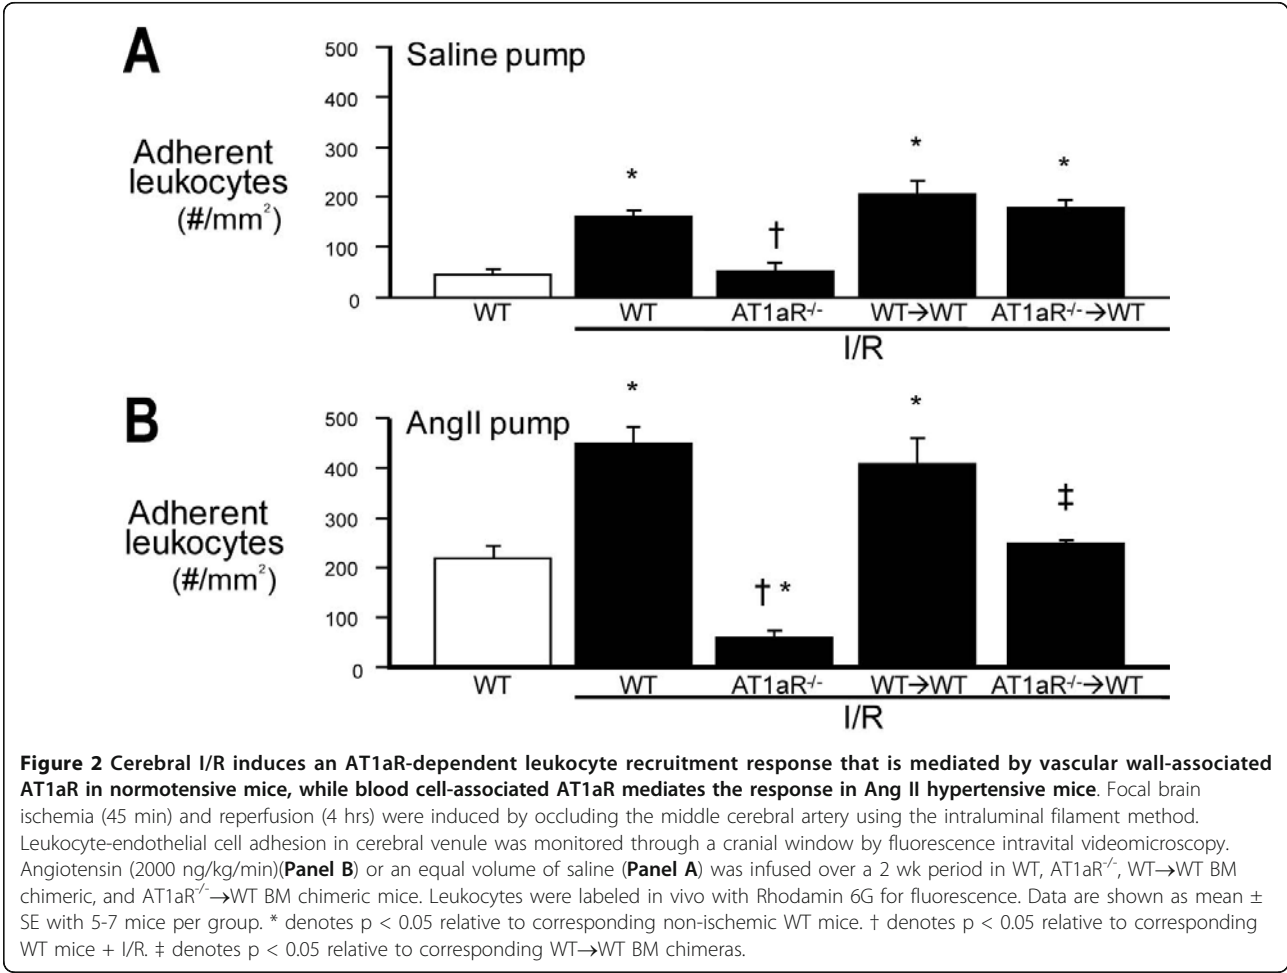 A
Saline pump
500
400
300
200
100
0
Adherent
leukocytes
(#/mm²)
*
†
*
*
WT
WT
AT1aR-/-
WT→WT
AT1aR-/-→WT
I/R
B
AngII pump
500
400
300
200
100
0
Adherent
leukocytes
(#/mm²)
*
† *
*
‡
WT
WT
AT1aR-/-
WT→WT
AT1aR-/-→WT
I/R
Figure 2 Cerebral I/R induces an AT1aR-dependent leukocyte recruitment response that is mediated by vascular wall-associated
AT1aR in normotensive mice, while blood cell-associated AT1aR mediates the response in Ang II hypertensive mice. Focal brain
ischemia (45 min) and reperfusion (4 hrs) were induced by occluding the middle cerebral artery using the intraluminal filament method.
Leukocyte-endothelial cell adhesion in cerebral venule was monitored through a cranial window by fluorescence intravital videomicroscopy.
Angiotensin (2000 ng/kg/min)(Panel B) or an equal volume of saline (Panel A) was infused over a 2 wk period in WT, AT1aR-/-, WT→WT BM
chimeric, and AT1aR-/-→WT BM chimeric mice. Leukocytes were labeled in vivo with Rhodamin 6G for fluorescence. Data are shown as mean ±
SE with 5-7 mice per group. * denotes p < 0.05 relative to corresponding non-ischemic WT mice. † denotes p < 0.05 relative to corresponding
WT mice + I/R. ‡ denotes p < 0.05 relative to corresponding WT→WT BM chimeras.